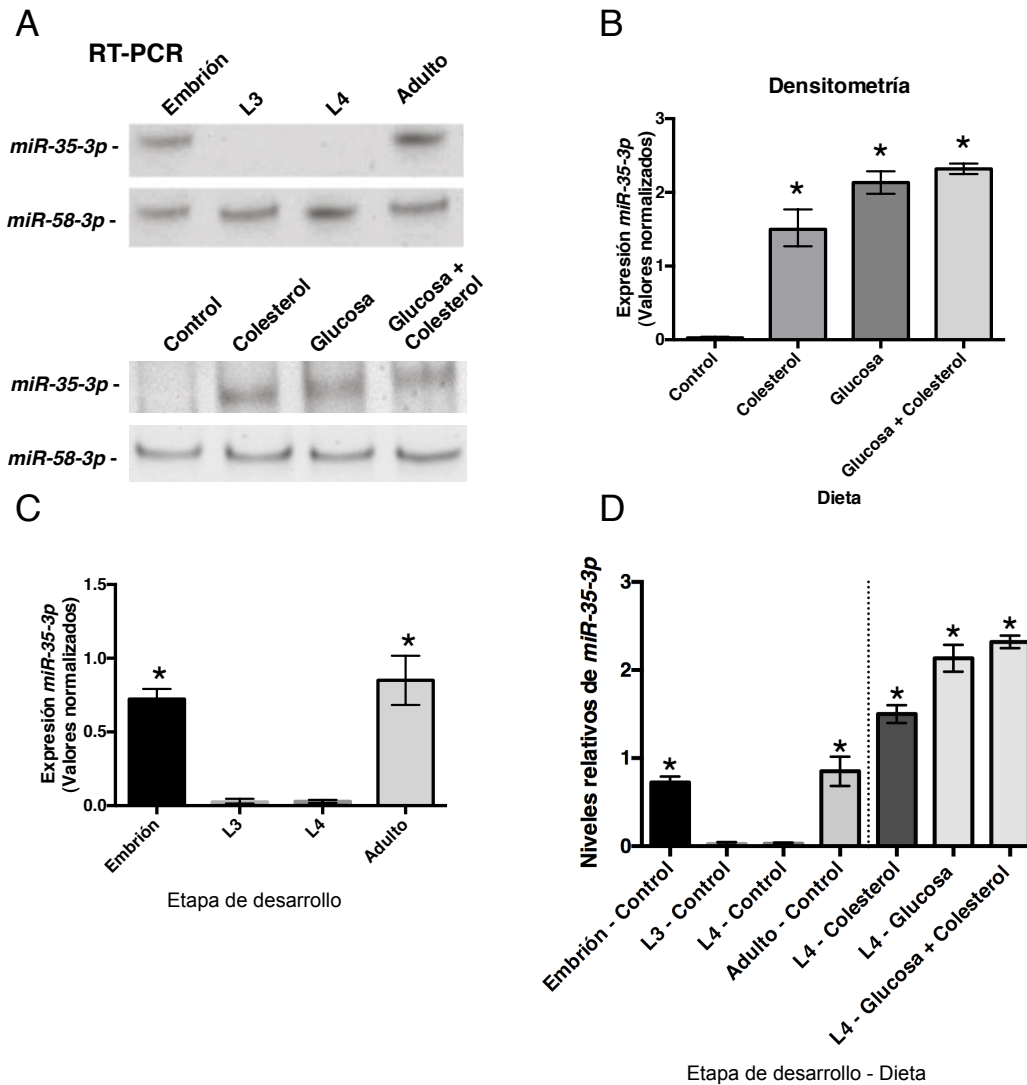 A
RT-PCR
Embrión
L3
L4
Adulto
miR-35-3p -
miR-58-3p -
Control
Colesterol
Glucosa
Glucosa +
Colesterol
miR-35-3p -
miR-58-3p -
B
Densitometría
Expresión miR-35-3p
(Valores normalizados)
3
2
1
0
*
*
*
Control
Colesterol
Glucosa
Glucosa + Colesterol
Dieta
C
Expresión miR-35-3p
(Valores normalizados)
1.5
1.0
0.5
0.0
*
*
Embrión
L3
L4
Adulto
Etapa de desarrollo
D
Niveles relativos de miR-35-3p
3
2
1
0
*
*
*
*
*
Embrión - Control
L3 - Control
L4 - Control
Adulto - Control
L4 - Colesterol
L4 - Glucosa
L4 - Glucosa + Colesterol
Etapa de desarrollo - Dieta